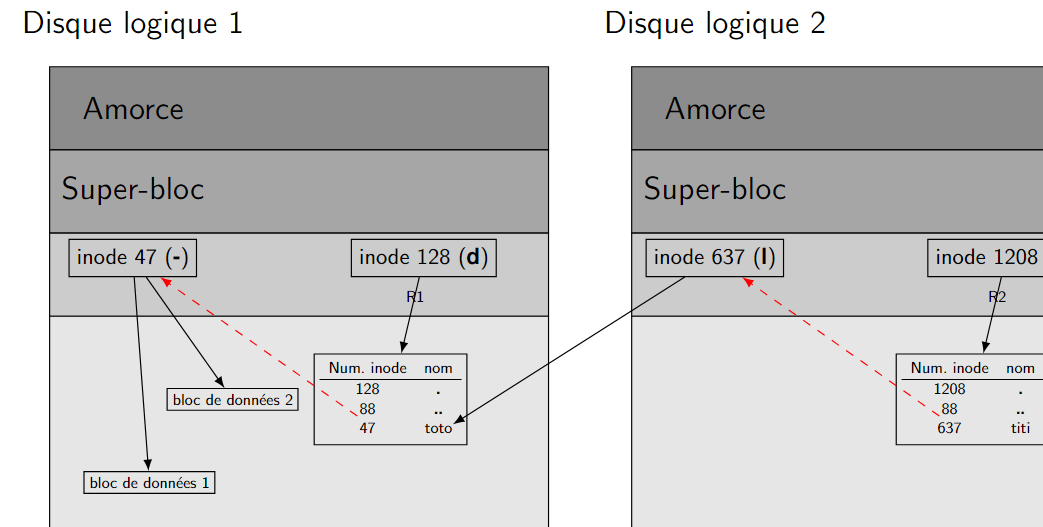 Disque logique 1
Amorce
Super-bloc
inode 47 (-)
inode 128 (d)
R1
Num. inode nom
128 .
88 ..
47 toto
bloc de données 2
bloc de données 1
Disque logique 2
Amorce
Super-bloc
inode 637 (l)
inode 1208
R2
Num. inode nom
1208 .
88 ..
637 titi